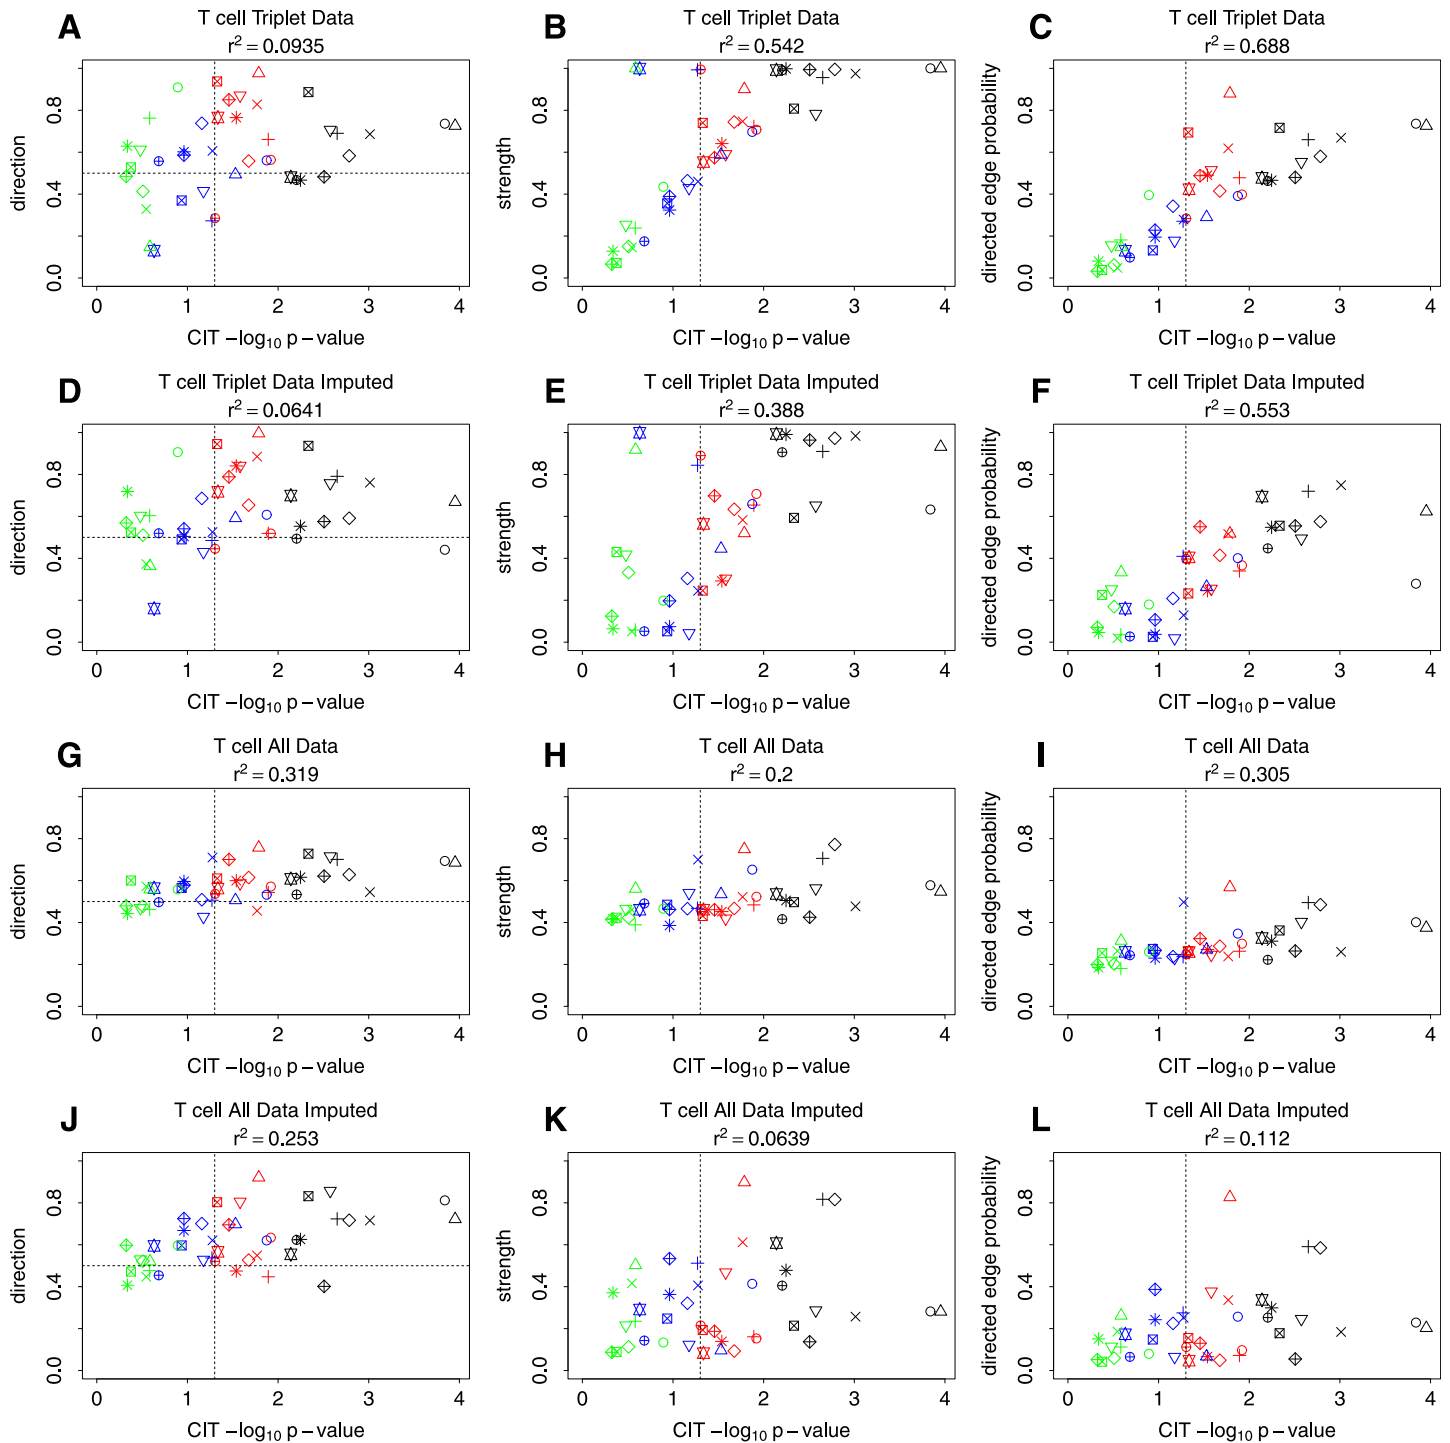 A
T cell Triplet Data
r² = 0.0935
direction
0.0 0.4 0.8
0 1 2 3 4
CIT −log₁₀ p−value
B
T cell Triplet Data
r² = 0.542
strength
0.0 0.4 0.8
0 1 2 3 4
CIT −log₁₀ p−value
C
T cell Triplet Data
r² = 0.688
directed edge probability
0.0 0.4 0.8
0 1 2 3 4
CIT −log₁₀ p−value
D
T cell Triplet Data Imputed
r² = 0.0641
direction
0.0 0.4 0.8
0 1 2 3 4
CIT −log₁₀ p−value
E
T cell Triplet Data Imputed
r² = 0.388
strength
0.0 0.4 0.8
0 1 2 3 4
CIT −log₁₀ p−value
F
T cell Triplet Data Imputed
r² = 0.553
directed edge probability
0.0 0.4 0.8
0 1 2 3 4
CIT −log₁₀ p−value
G
T cell All Data
r² = 0.319
direction
0.0 0.4 0.8
0 1 2 3 4
CIT −log₁₀ p−value
H
T cell All Data
r² = 0.2
strength
0.0 0.4 0.8
0 1 2 3 4
CIT −log₁₀ p−value
I
T cell All Data
r² = 0.305
directed edge probability
0.0 0.4 0.8
0 1 2 3 4
CIT −log₁₀ p−value
J
T cell All Data Imputed
r² = 0.253
direction
0.0 0.4 0.8
0 1 2 3 4
CIT −log₁₀ p−value
K
T cell All Data Imputed
r² = 0.0639
strength
0.0 0.4 0.8
0 1 2 3 4
CIT −log₁₀ p−value
L
T cell All Data Imputed
r² = 0.112
directed edge probability
0.0 0.4 0.8
0 1 2 3 4
CIT −log₁₀ p−value